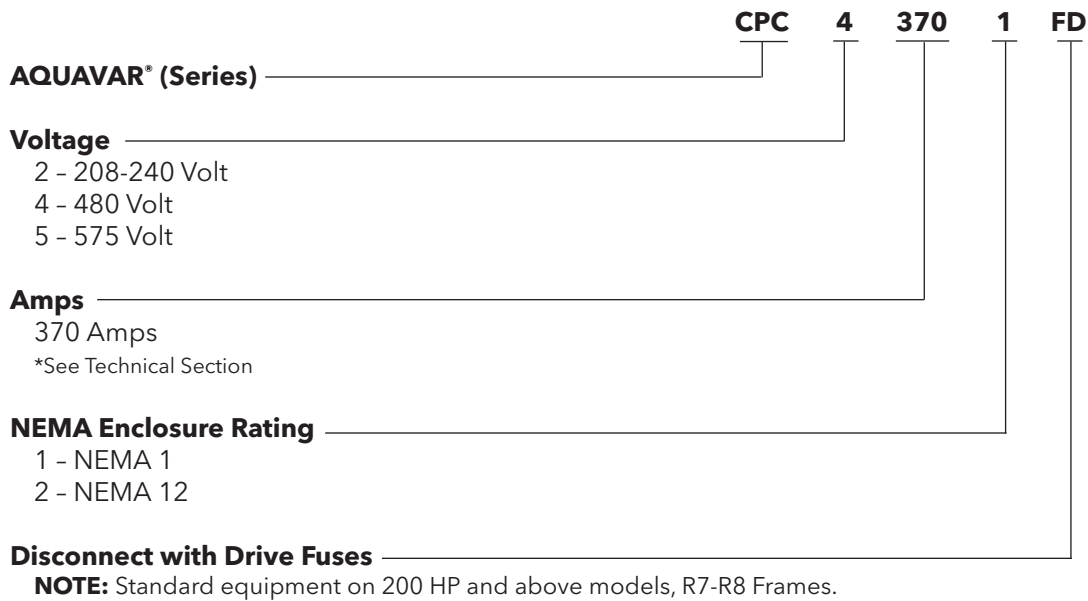 CPC 4 370 1 FD
AQUAVAR® (Series)
Voltage
2 – 208-240 Volt
4 – 480 Volt
5 – 575 Volt
Amps
370 Amps
*See Technical Section
NEMA Enclosure Rating
1 – NEMA 1
2 – NEMA 12
Disconnect with Drive Fuses
NOTE: Standard equipment on 200 HP and above models, R7-R8 Frames.